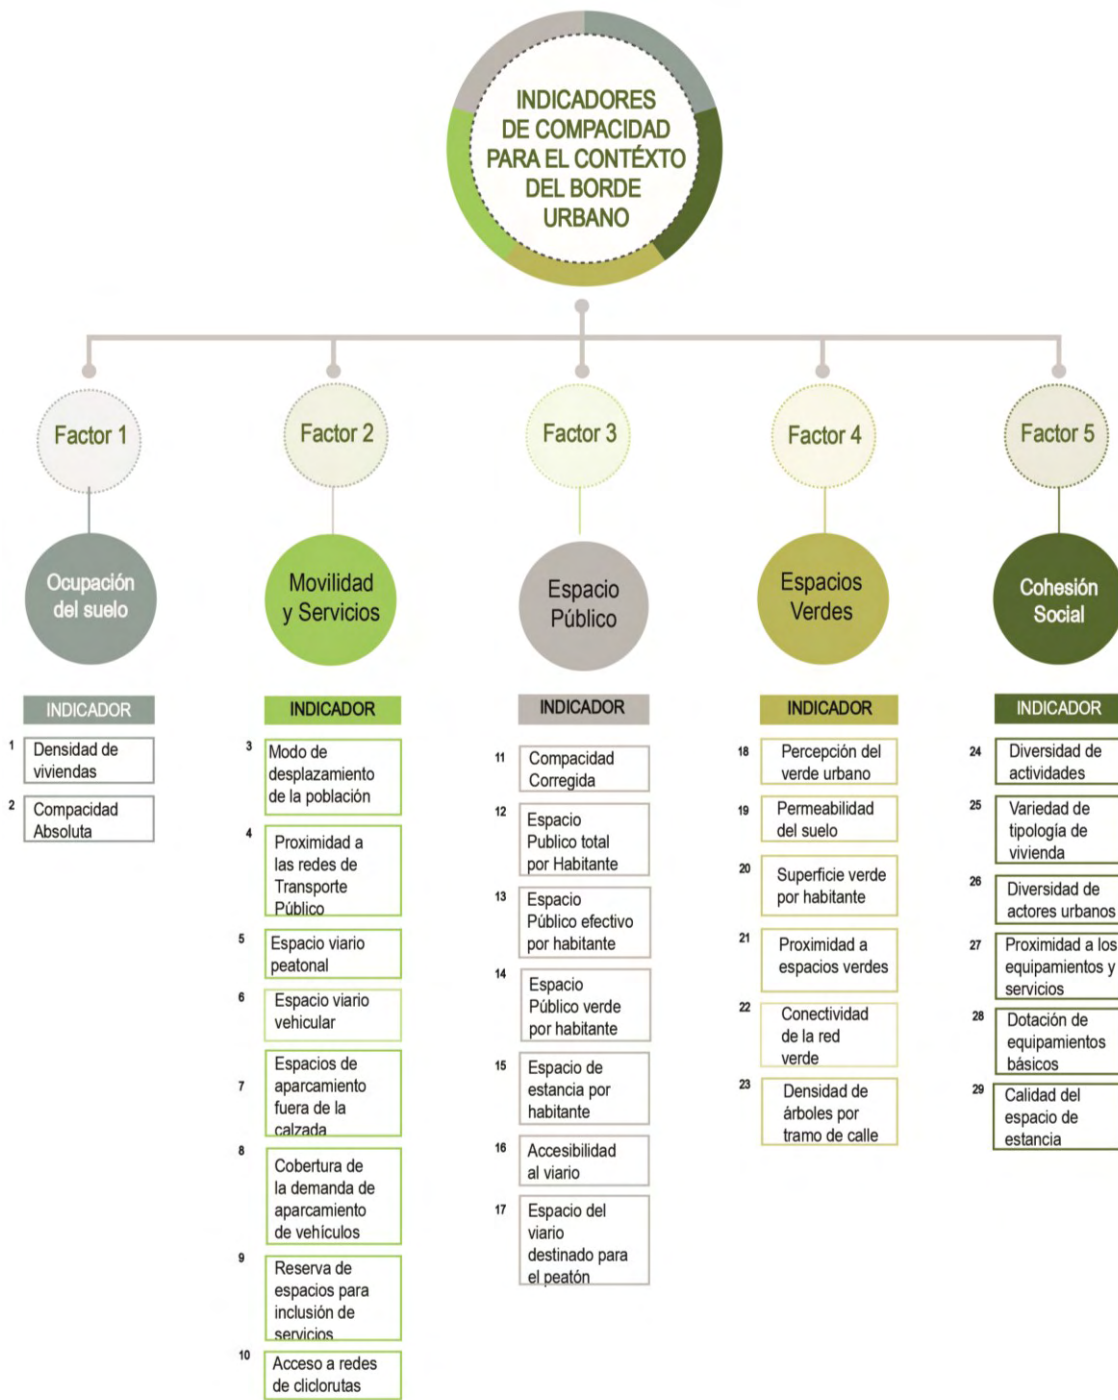 INDICADORES
DE COMPACIDAD
PARA EL CONTÉXTO
DEL BORDE
URBANO
Factor 1
Factor 2
Factor 3
Factor 4
Factor 5
Ocupación
del suelo
Movilidad
y Servicios
Espacio
Público
Espacios
Verdes
Cohesión
Social
INDICADOR
1 Densidad de
viviendas
2 Compacidad
Absoluta
INDICADOR
3 Modo de
desplazamiento
de la población
4 Proximidad a
las redes de
Transporte
Público
5 Espacio viario
peatonal
6 Espacio viario
vehicular
7 Espacios de
aparcamiento
fuera de la
calzada
8 Cobertura de
la demanda de
aparcamiento
de vehículos
9 Reserva de
espacios para
inclusión de
servicios
10 Acceso a redes
de cliclorutas
INDICADOR
11 Compacidad
Corregida
12 Espacio
Publico total
por Habitante
13 Espacio
Público efectivo
por habitante
14 Espacio
Público verde
por habitante
15 Espacio de
estancia por
habitante
16 Accesibilidad
al viario
17 Espacio del
viario
destinado para
el peatón
INDICADOR
18 Percepción del
verde urbano
19 Permeabilidad
del suelo
20 Superficie verde
por habitante
21 Proximidad a
espacios verdes
22 Conectividad
de la red
verde
23 Densidad de
árboles por
tramo de calle
INDICADOR
24 Diversidad de
actividades
25 Variedad de
tipología de
vivienda
26 Diversidad de
actores urbanos
27 Proximidad a los
equipamientos y
servicios
28 Dotación de
equipamientos
básicos
29 Calidad del
espacio de
estancia